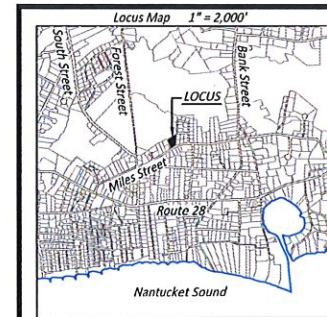 Locus Map 1" = 2,000'
South Street
Forest Street
Bank Street
LOCUS
Miles Street
Route 28
Nantucket Sound